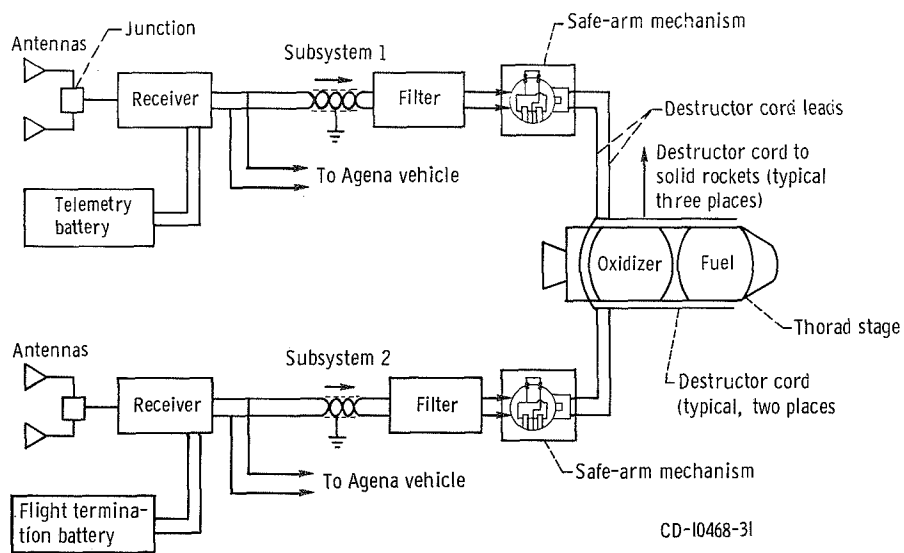 Safe-arm mechanism
Antennas
Junction
Subsystem 1
Receiver
Filter
Destructor cord leads
To Agena vehicle
Destructor cord to
solid rockets (typical
three places)
Telemetry
battery
Oxidizer
Fuel
Thorad stage
Antennas
Subsystem 2
Receiver
Filter
Destructor cord
(typical, two places
To Agena vehicle
Safe-arm mechanism
Flight termina-
tion battery
CD-10468-31